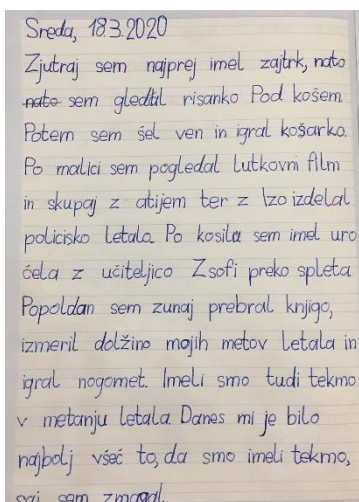 Sreda, 18.3.2020
Zjutraj sem najprej imel zajtrk, nato
nato sem gledtil risanko Pod košem
Potem sem šel ven in igral košarko.
Po malici sem pogledal lutkovni film
in skupaj z atijem ter z Izo izdelal
policisko letalo. Po kosilu sem imel uro
čela z učiteljico Zsofi preko spleta
Popoldan sem zunaj prebral knjigo,
izmeril dolžino mojih metov letala in
igral nogomet. Imeli smo tudi tekmo
v metanju letala. Danes mi je bilo
najbolj všeč to, da smo imeli tekmo,
saj sem zmagal.